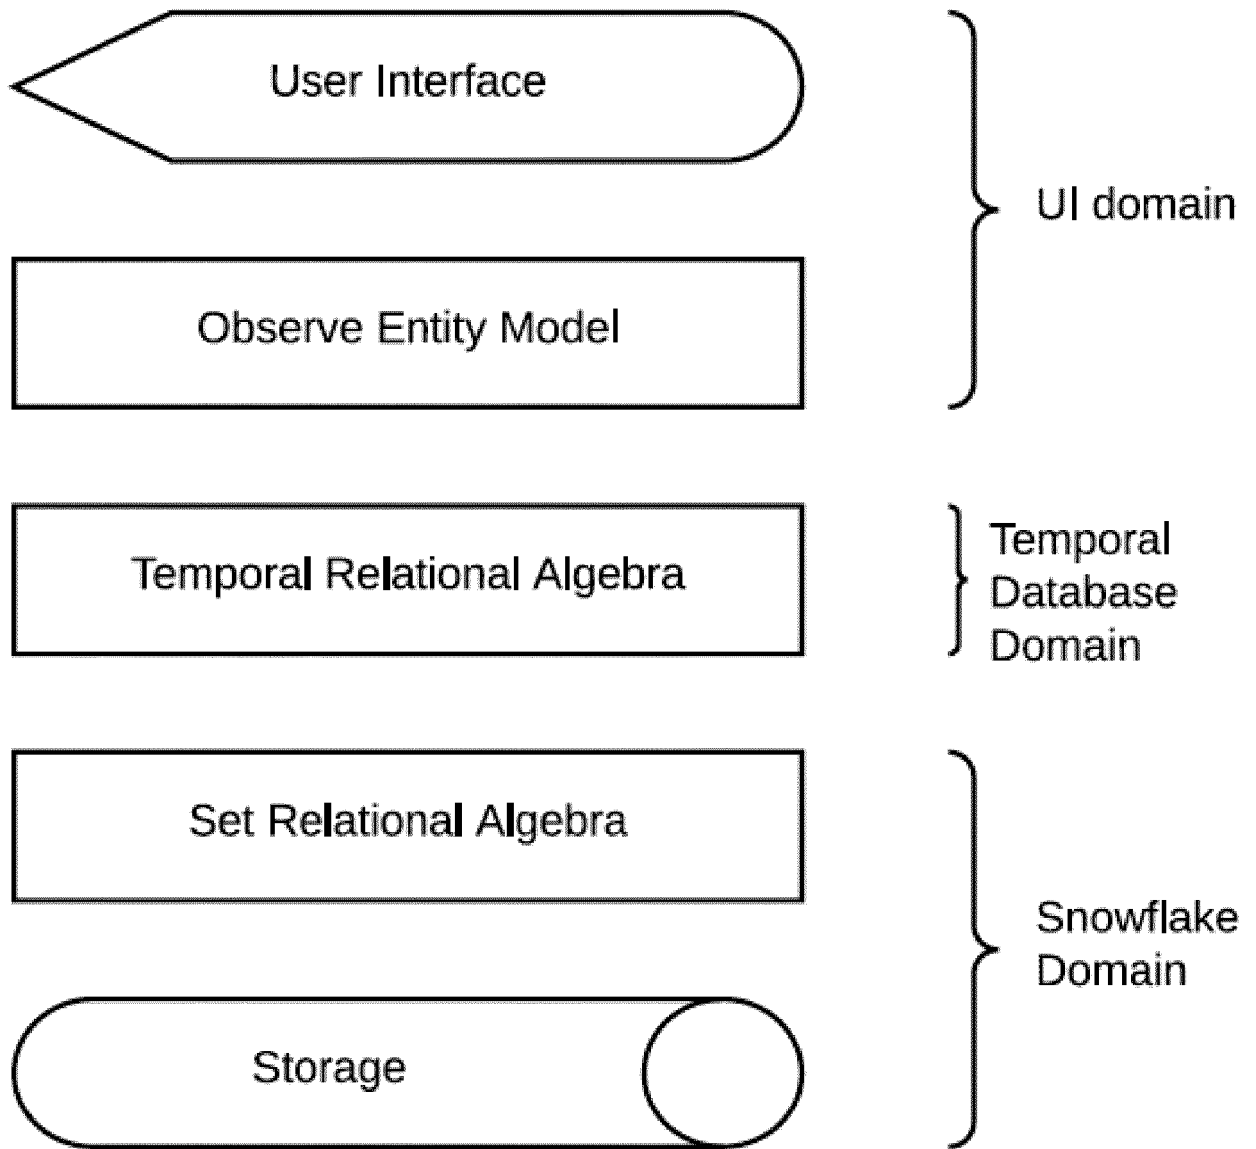 User Interface
UI domain
Observe Entity Model
Temporal Relational Algebra
Temporal
Database
Domain
Set Relational Algebra
Snowflake
Domain
Storage